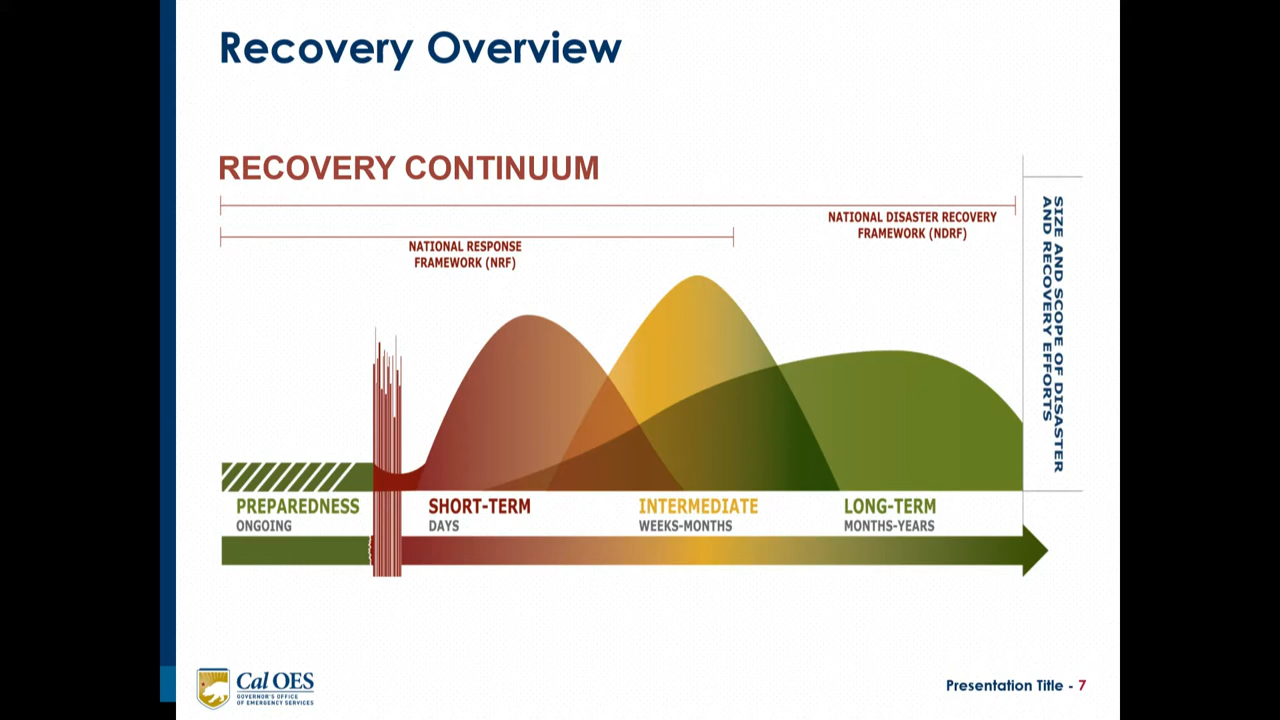 Recovery Overview
RECOVERY CONTINUUM
NATIONAL DISASTER RECOVERY
FRAMEWORK (NDRF)
NATIONAL RESPONSE
FRAMEWORK (NRF)
SIZE AND SCOPE OF DISASTER
AND RECOVERY EFFORTS
PREPAREDNESS
ONGOING
SHORT-TERM
DAYS
INTERMEDIATE
WEEKS-MONTHS
LONG-TERM
MONTHS-YEARS
Cal OES
GOVERNOR'S OFFICE
OF EMERGENCY SERVICES
Presentation Title - 7